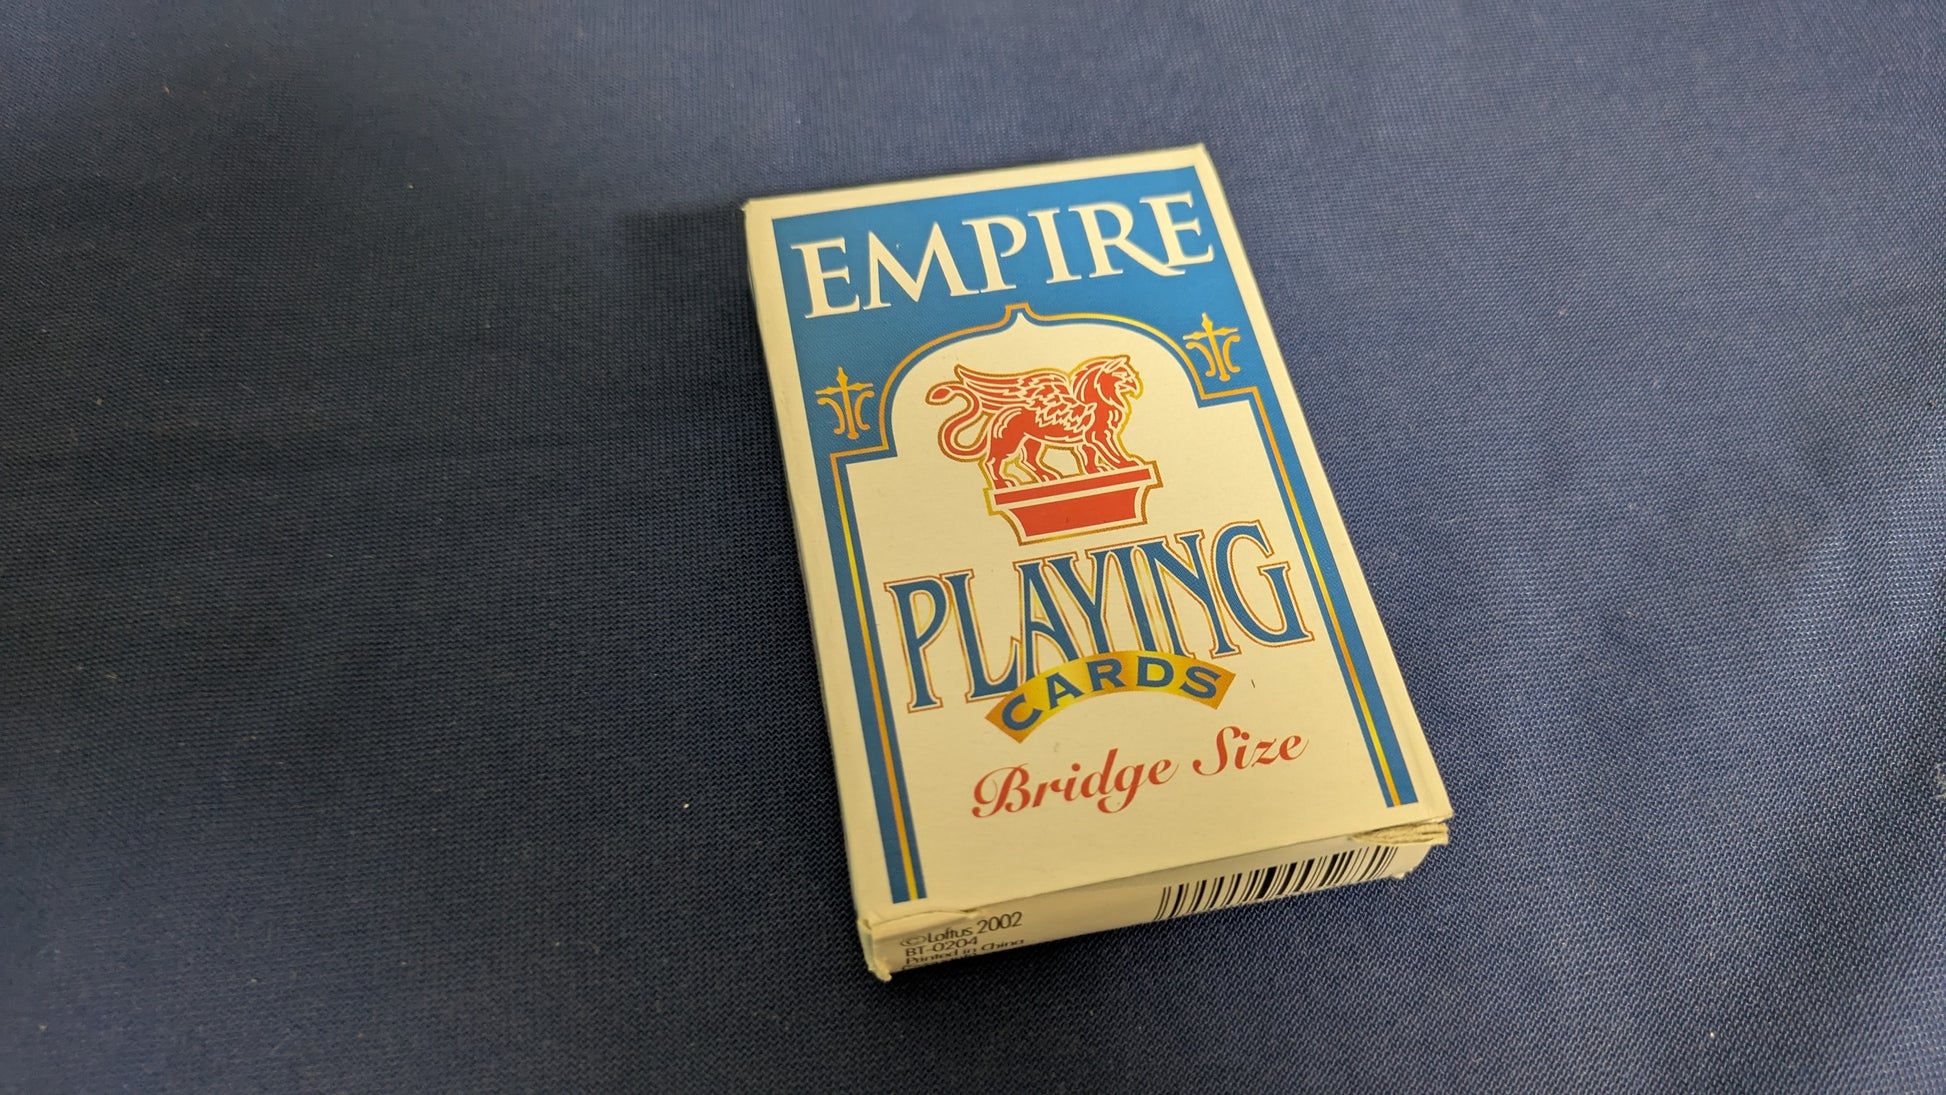 EMPIRE
PLAYING
CARDS
Bridge Size
©Loftus 2002
BT-0204
Printed in China